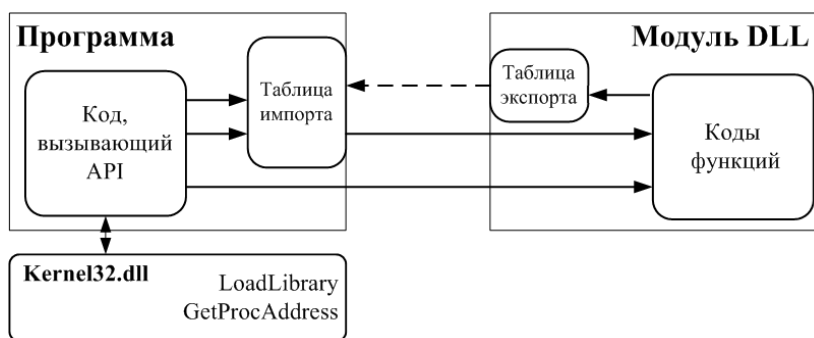 Программа
Модуль DLL
Код,
вызывающий
API
Таблица
импорта
Таблица
экспорта
Коды
функций
Kernel32.dll
LoadLibrary
GetProcAddress